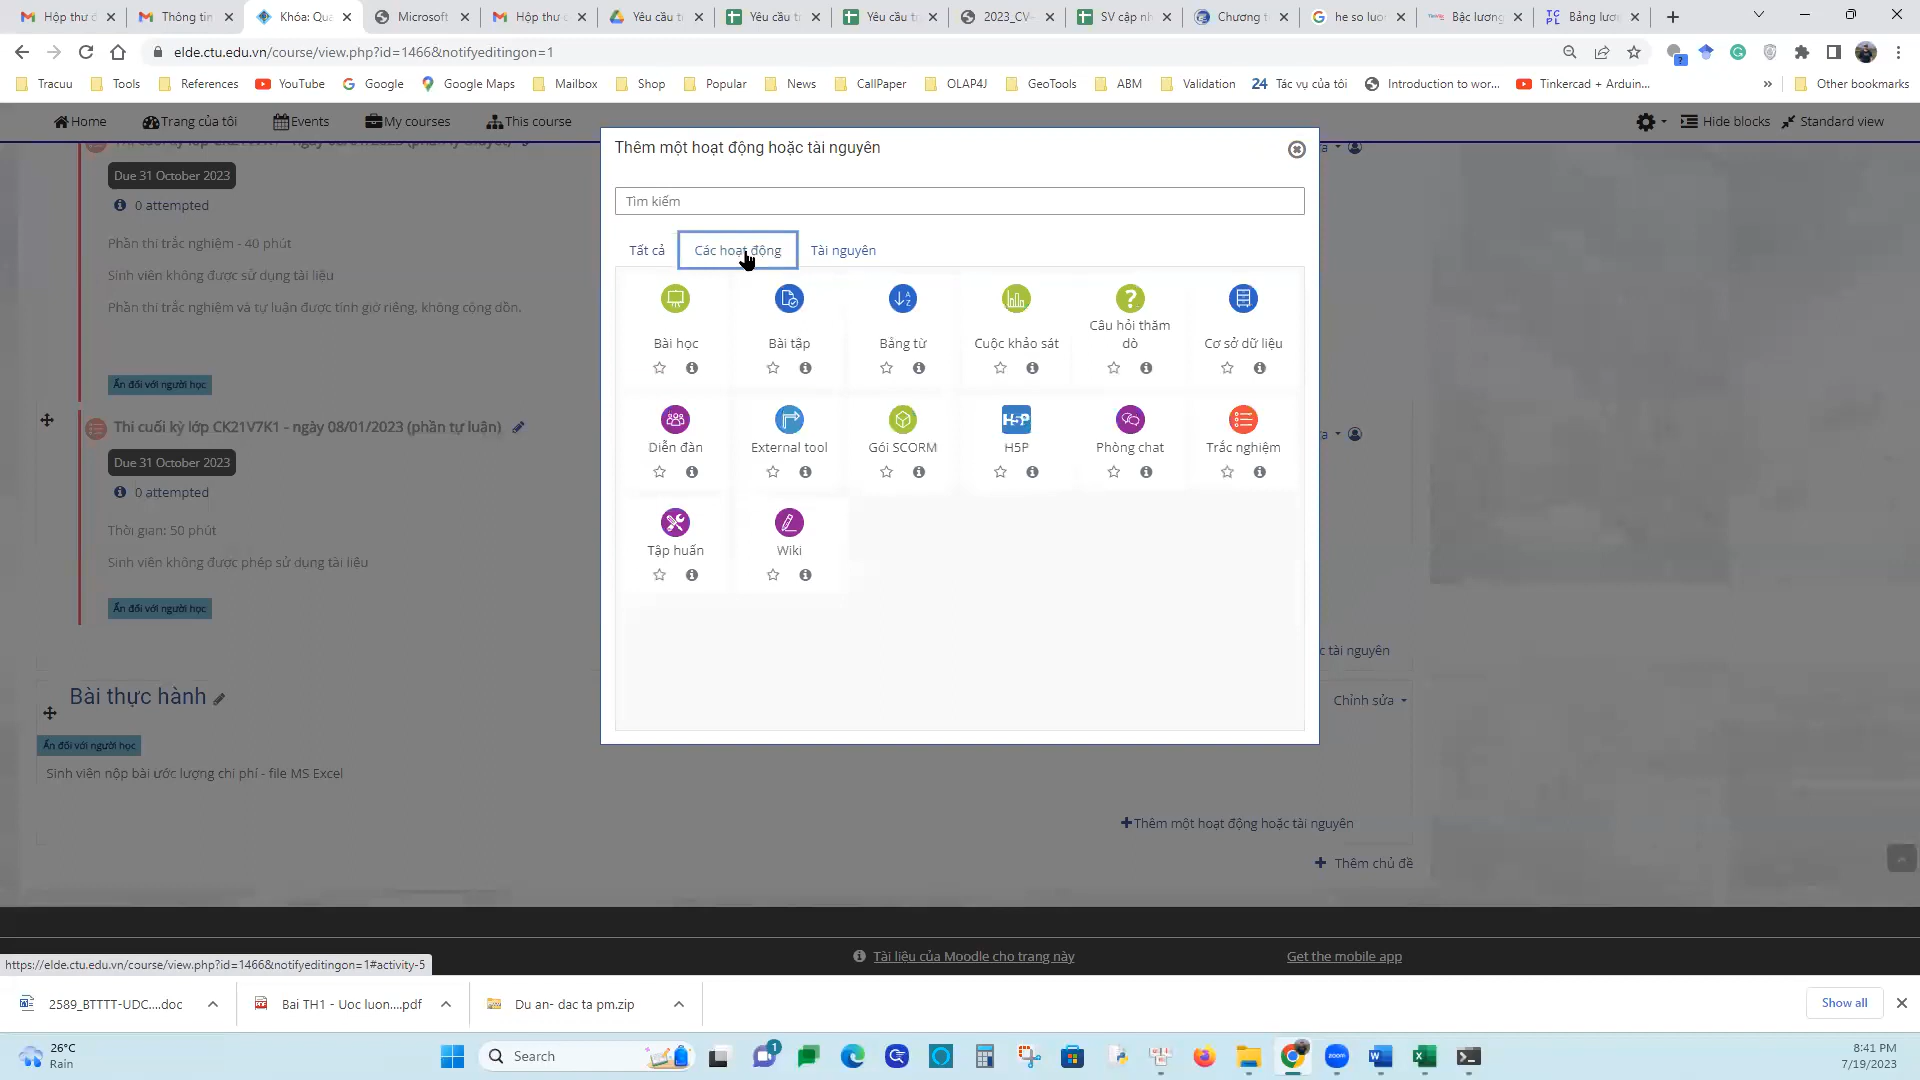 Hộp thư đ
Thông tin
Khóa: Quả
Microsoft
Hộp thư c
Yêu cầu t
Yêu cầu tr
Yêu cầu t
2023_CV-
SV cập nh
Chương t
he so luo
Bậc lương
Bảng lươ
elde.ctu.edu.vn/course/view.php?id=1466&notifyeditingon=1
Tracuu
Tools
References
YouTube
Google
Google Maps
Mailbox
Shop
Popular
News
CallPaper
OLAP4J
GeoTools
ABM
Validation
24 Tác vụ của tôi
Introduction to wor...
Tinkercad + Arduin...
»
Other bookmarks
Home
Trang của tôi
Events
My courses
This course
Hide blocks
Standard view
Due 31 October 2023
0 attempted
Phần thi trắc nghiệm - 40 phút
Sinh viên không được sử dụng tài liệu
Phần thi trắc nghiệm và tự luận được tính giờ riêng, không cộng dồn.
Ẩn đối với người học
Thi cuối kỳ lớp CK21V7K1 - ngày 08/01/2023 (phần tự luận)
Due 31 October 2023
0 attempted
Thời gian: 50 phút
Sinh viên không được phép sử dụng tài liệu
Ẩn đối với người học
Bài thực hành
Ẩn đối với người học
Sinh viên nộp bài ước lượng chi phí - file MS Excel
Thêm một hoạt động hoặc tài nguyên
Tìm kiếm
Tất cả
Các hoạt động
Tài nguyên
Bài học
Bài tập
Bảng từ
Cuộc khảo sát
Câu hỏi thăm
dò
Cơ sở dữ liệu
Diễn đàn
External tool
Gói SCORM
H5P
H5P
Phòng chat
Trắc nghiệm
Tập huấn
Wiki
c tài nguyên
Chỉnh sửa
Thêm một hoạt động hoặc tài nguyên
Thêm chủ đề
Tài liệu của Moodle cho trang này
Get the mobile app
https://elde.ctu.edu.vn/course/view.php?id=1466&notifyeditingon=1#activity-5
2589_BTTTT-UDC....doc
Bai TH1 - Uoc luon....pdf
Du an- dac ta pm.zip
Show all
26°C
Rain
Search
1
zoom
8:41 PM
7/19/2023